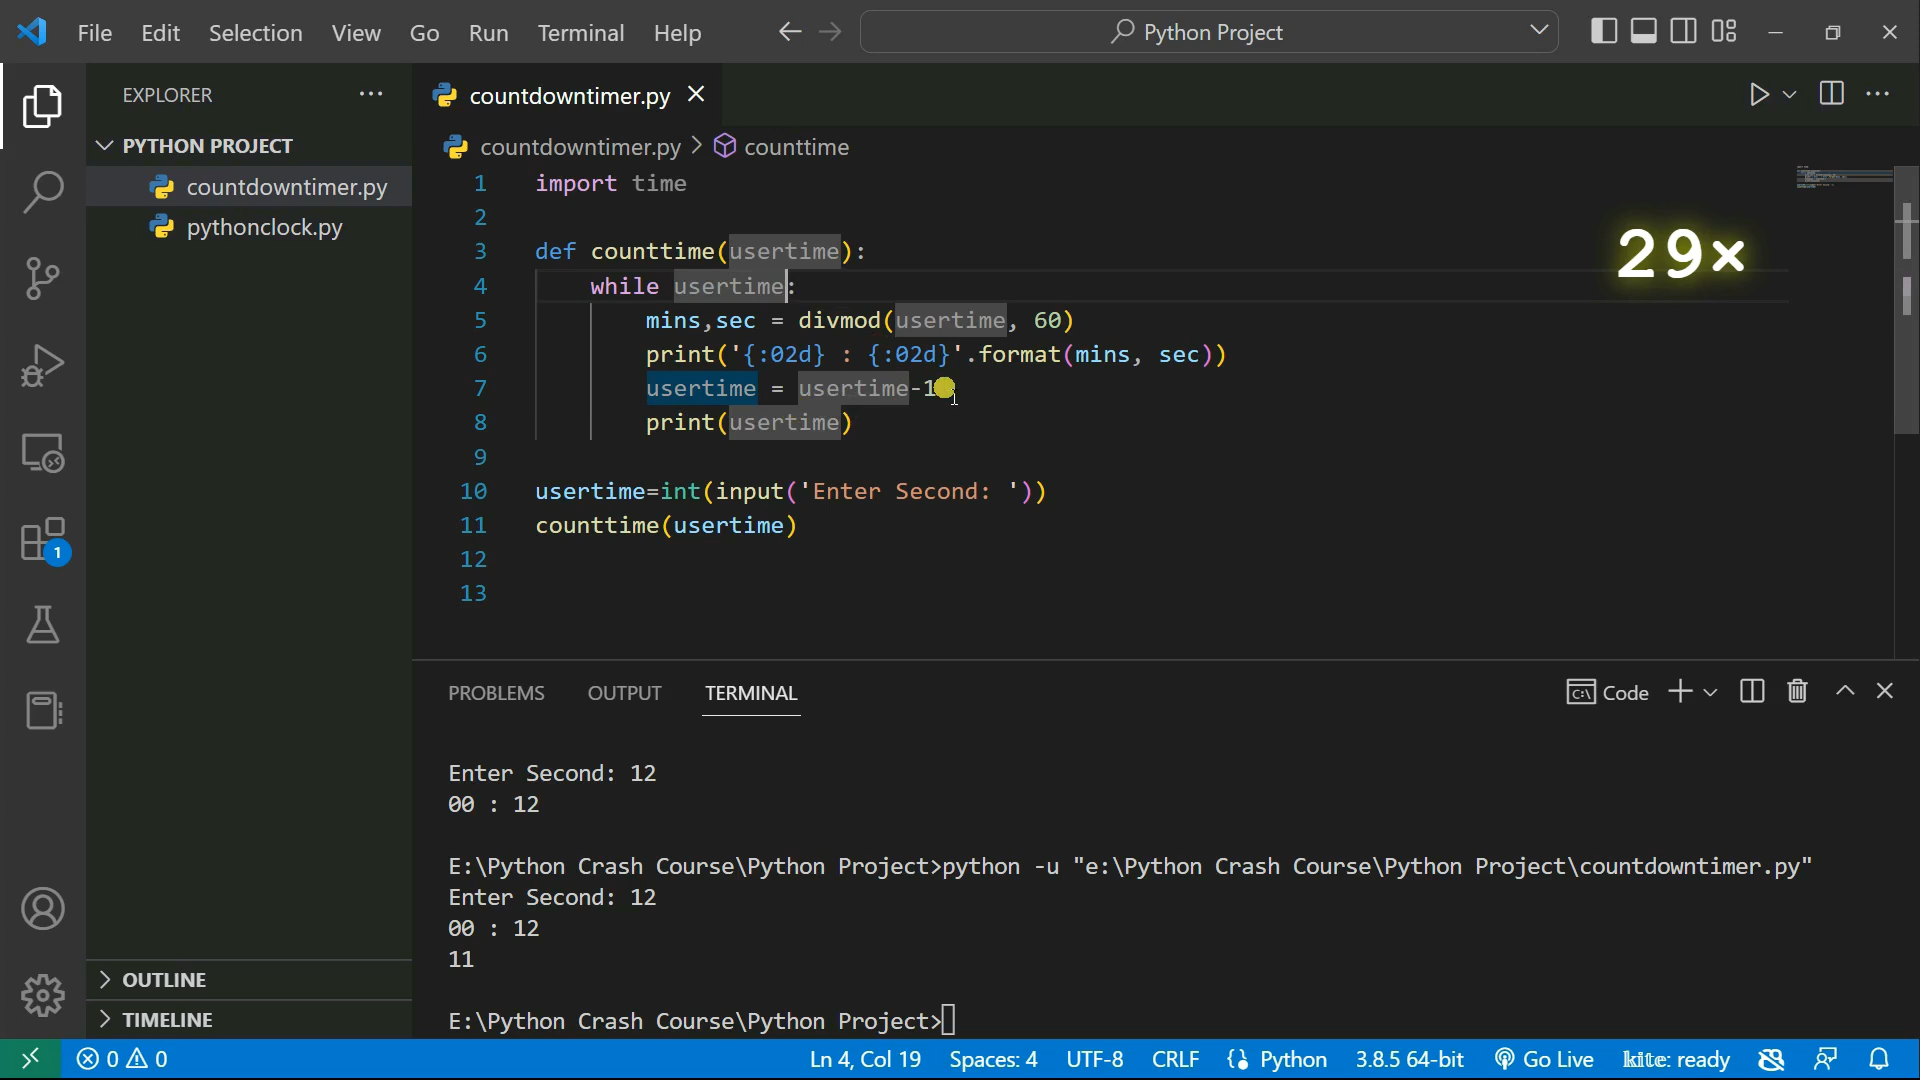 File Edit Selection View Go Run Terminal Help Python Project
EXPLORER ··· countdowntimer.py
PYTHON PROJECT countdowntimer.py > counttime
countdowntimer.py
pythonclock.py
1 import time
2
3 def counttime(usertime):
4 while usertime:
5 mins,sec = divmod(usertime, 60)
6 print('{:02d} : {:02d}'.format(mins, sec))
7 usertime = usertime-1
8 print(usertime)
9
10 usertime=int(input('Enter Second: '))
11 counttime(usertime)
12
13
29×
1
PROBLEMS OUTPUT TERMINAL Code
Enter Second: 12
00 : 12
E:\Python Crash Course\Python Project>python -u "e:\Python Crash Course\Python Project\countdowntimer.py"
Enter Second: 12
00 : 12
11
E:\Python Crash Course\Python Project>
OUTLINE
TIMELINE
0 0 Ln 4, Col 19 Spaces: 4 UTF-8 CRLF Python 3.8.5 64-bit Go Live kite: ready